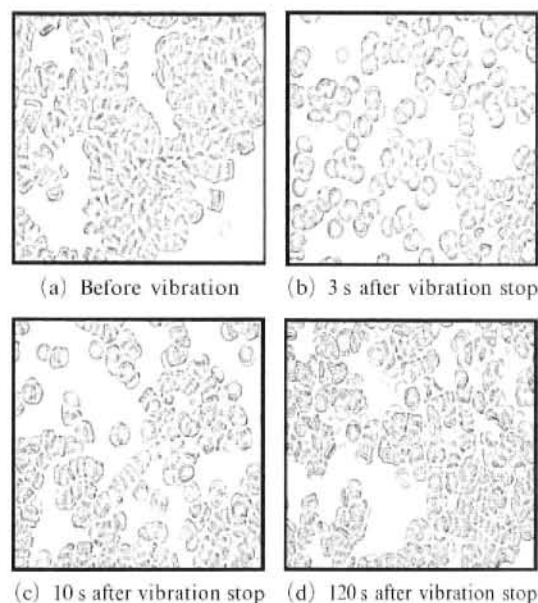 (a) Before vibration
(b) 3 s after vibration stop
(c) 10 s after vibration stop
(d) 120 s after vibration stop